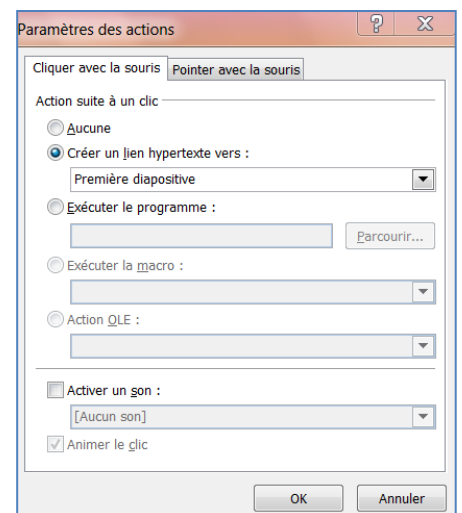 Paramètres des actions
Cliquer avec la souris Pointer avec la souris
Action suite à un clic
Aucune
Créer un lien hypertexte vers :
Première diapositive
Exécuter le programme :
Parcourir...
Exécuter la macro :
Action OLE :
Activer un son :
[Aucun son]
Animer le clic
OK Annuler